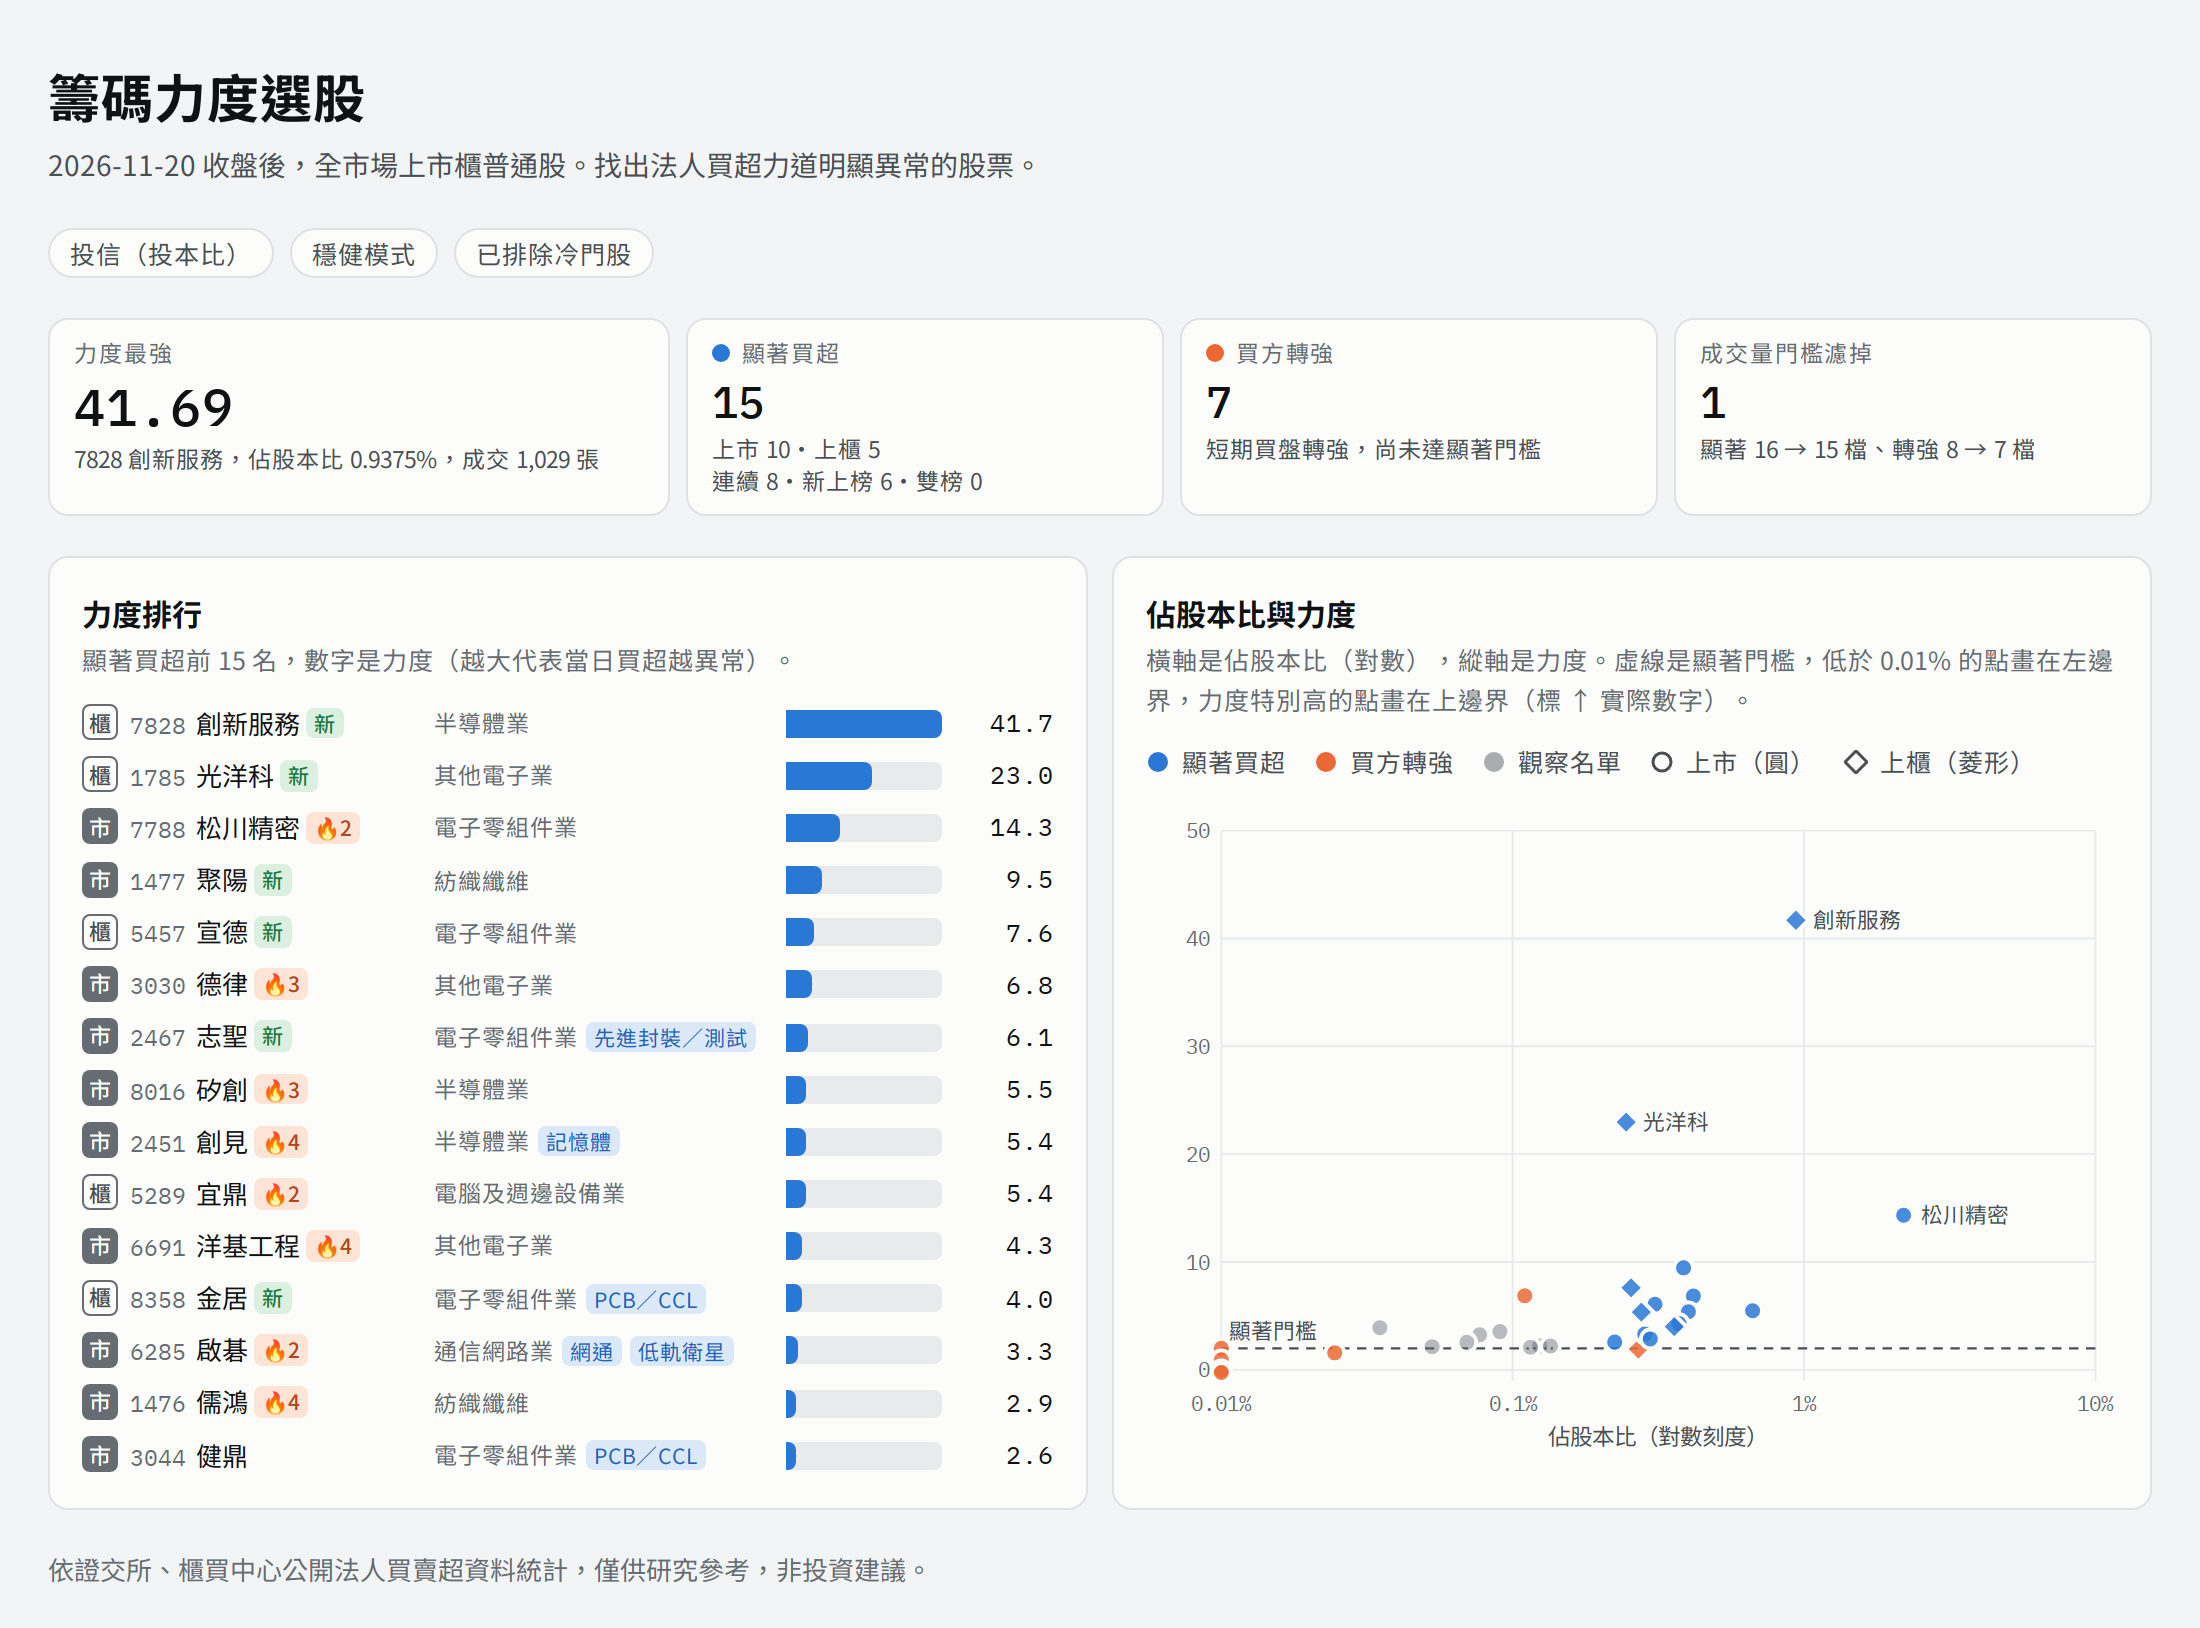 籌碼力度選股
2026-11-20 收盤後，全市場上市櫃普通股。找出法人買超力道明顯異常的股票。
投信（投本比） 穩健模式 已排除冷門股
力度最強
41.69
7828 創新服務，佔股本比 0.9375%，成交 1,029 張
顯著買超
15
上市 10・上櫃 5
連續 8・新上榜 6・雙榜 0
買方轉強
7
短期買盤轉強，尚未達顯著門檻
成交量門檻濾掉
1
顯著 16 → 15 檔、轉強 8 → 7 檔
力度排行
顯著買超前 15 名，數字是力度（越大代表當日買超越異常）。
櫃 7828 創新服務 新 半導體業 41.7
櫃 1785 光洋科 新 其他電子業 23.0
市 7788 松川精密 🔥2 電子零組件業 14.3
市 1477 聚陽 新 紡織纖維 9.5
櫃 5457 宣德 新 電子零組件業 7.6
市 3030 德律 🔥3 其他電子業 6.8
市 2467 志聖 新 電子零組件業 先進封裝／測試 6.1
市 8016 矽創 🔥3 半導體業 5.5
市 2451 創見 🔥4 半導體業 記憶體 5.4
櫃 5289 宜鼎 🔥2 電腦及週邊設備業 5.4
市 6691 洋基工程 🔥4 其他電子業 4.3
櫃 8358 金居 新 電子零組件業 PCB／CCL 4.0
市 6285 啟碁 🔥2 通信網路業 網通 低軌衛星 3.3
市 1476 儒鴻 🔥4 紡織纖維 2.9
市 3044 健鼎 電子零組件業 PCB／CCL 2.6
佔股本比與力度
橫軸是佔股本比（對數），縱軸是力度。虛線是顯著門檻，低於 0.01% 的點畫在左邊
界，力度特別高的點畫在上邊界（標 ↑ 實際數字）。
顯著買超 買方轉強 觀察名單 上市（圓） 上櫃（菱形）
50
創新服務
40
30
光洋科
20
松川精密
10
顯著門檻
0
0.01% 0.1% 1% 10%
佔股本比（對數刻度）
依證交所、櫃買中心公開法人買賣超資料統計，僅供研究參考，非投資建議。